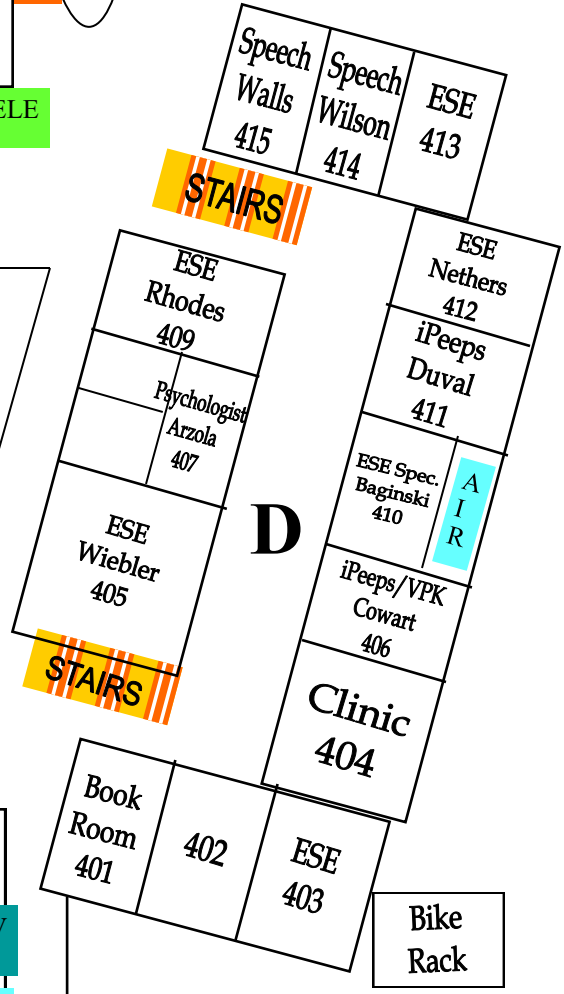 ELE
Speech
Walls
415
Speech
Wilson
414
ESE
413
STAIRS
ESE
Nethers
412
ESE
Rhodes
409
iPeeps
Duval
411
Psychologist
Arzola
407
ESE Spec.
Baginski
410
A
I
R
D
ESE
Wiebler
405
iPeeps/VPK
Cowart
406
STAIRS
Clinic
404
Book
Room
401
402
ESE
403
Bike
Rack